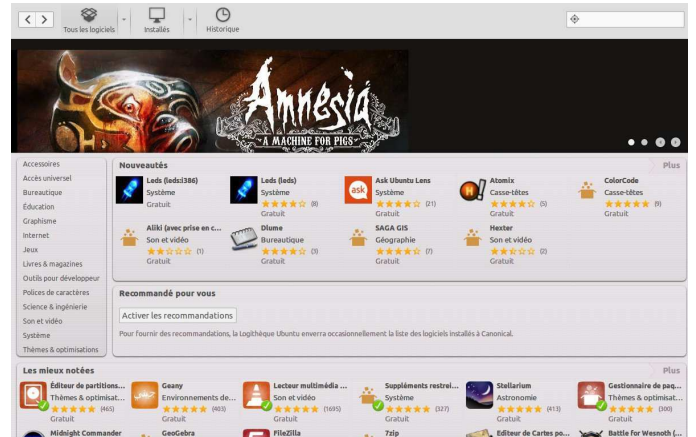 Tous les logiciels
Installés
Historique
Amnesia
A MACHINE FOR PIGS
Accessoires
Accès universel
Bureautique
Éducation
Graphisme
Internet
Jeux
Livres & magazines
Outils pour développeur
Polices de caractères
Science & ingénierie
Son et vidéo
Système
Thèmes & optimisations
Nouveautés
Plus
Leds (leds:i386)
Système
Gratuit
Leds (leds)
Système
(8)
Gratuit
Ask Ubuntu Lens
Système
(21)
Gratuit
Atomix
Casse-têtes
(5)
Gratuit
ColorCode
Casse-têtes
(9)
Gratuit
Aliki (avec prise en c...
Son et vidéo
(1)
Gratuit
Dlume
Bureautique
(3)
Gratuit
SAGA GIS
Géographie
(7)
Gratuit
Hexter
Son et vidéo
(2)
Gratuit
Recommandé pour vous
Activer les recommandations
Pour fournir des recommandations, la Logithèque Ubuntu enverra occasionnellement la liste des logiciels installés à Canonical.
Les mieux notées
Plus
Éditeur de partitions...
Thèmes & optimisat...
(465)
Gratuit
Geany
Environnements de...
(403)
Gratuit
Lecteur multimédia ...
Son et vidéo
(1695)
Gratuit
Suppléments restrei...
Système
(327)
Gratuit
Stellarium
Astronomie
(413)
Gratuit
Gestionnaire de paq...
Thèmes & optimisat...
(300)
Gratuit
Midnight Commander
GeoGebra
FileZilla
7zip
Editeur de Cartes po...
Battle for Wesnoth (...